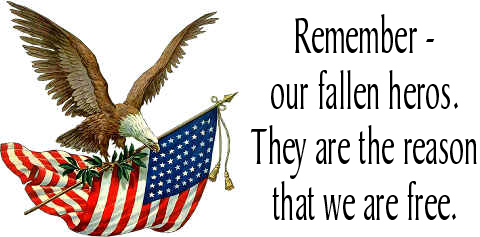 Remember -
our fallen heros.
They are the reason
that we are free.